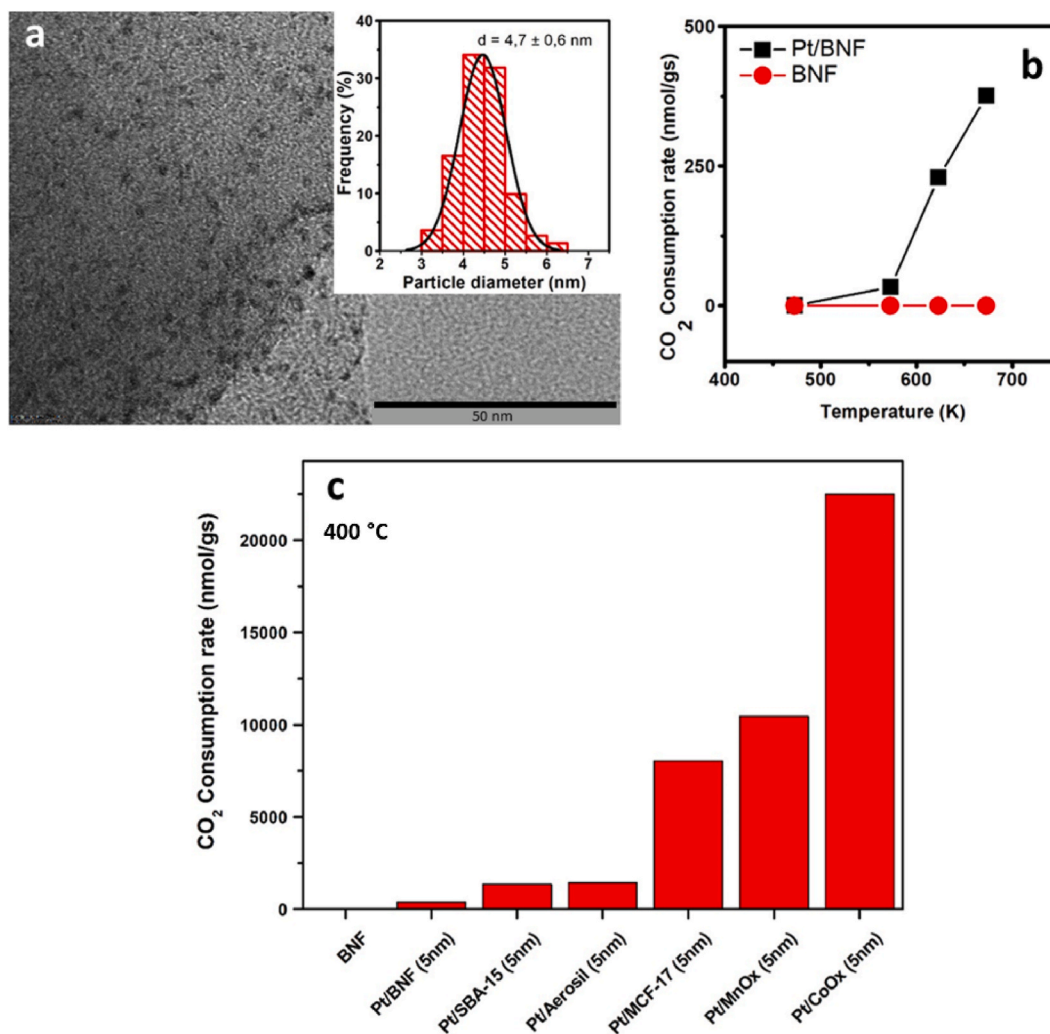 a
40
30
20
10
0
Frequency (%)
d = 4,7 ± 0,6 nm
2 3 4 5 6 7
Particle diameter (nm)
50 nm
b
Pt/BNF
BNF
500
250
0
CO2 Consumption rate (nmol/gs)
400 500 600 700
Temperature (K)
c
400 °C
20000
15000
10000
5000
0
CO2 Consumption rate (nmol/gs)
BNF
Pt/BNF (5nm)
Pt/SBA-15 (5nm)
Pt/Aerosil (5nm)
Pt/MCF-17 (5nm)
Pt/MnOx (5nm)
Pt/CoOx (5nm)